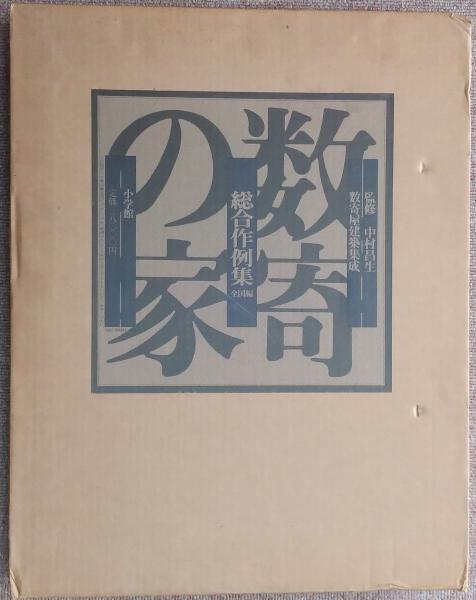 監修 中村昌生
数寄屋建築集成
数寄
の家
総合作例集 全国編
小学館